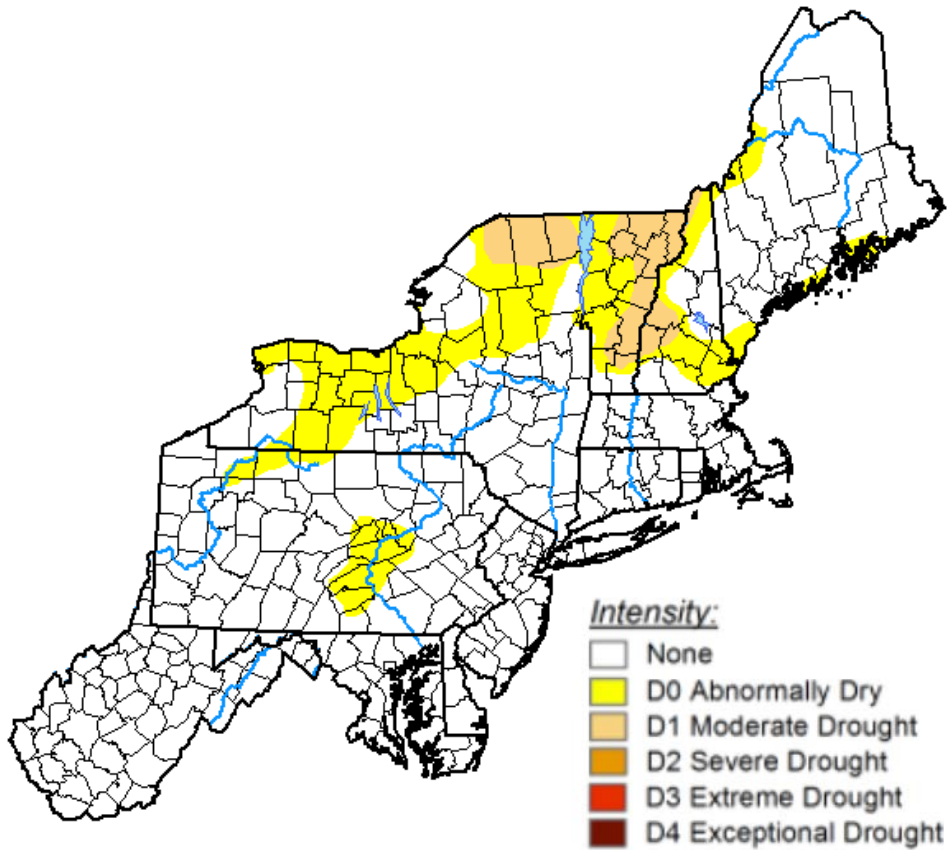 Intensity:
None
D0 Abnormally Dry
D1 Moderate Drought
D2 Severe Drought
D3 Extreme Drought
D4 Exceptional Drought